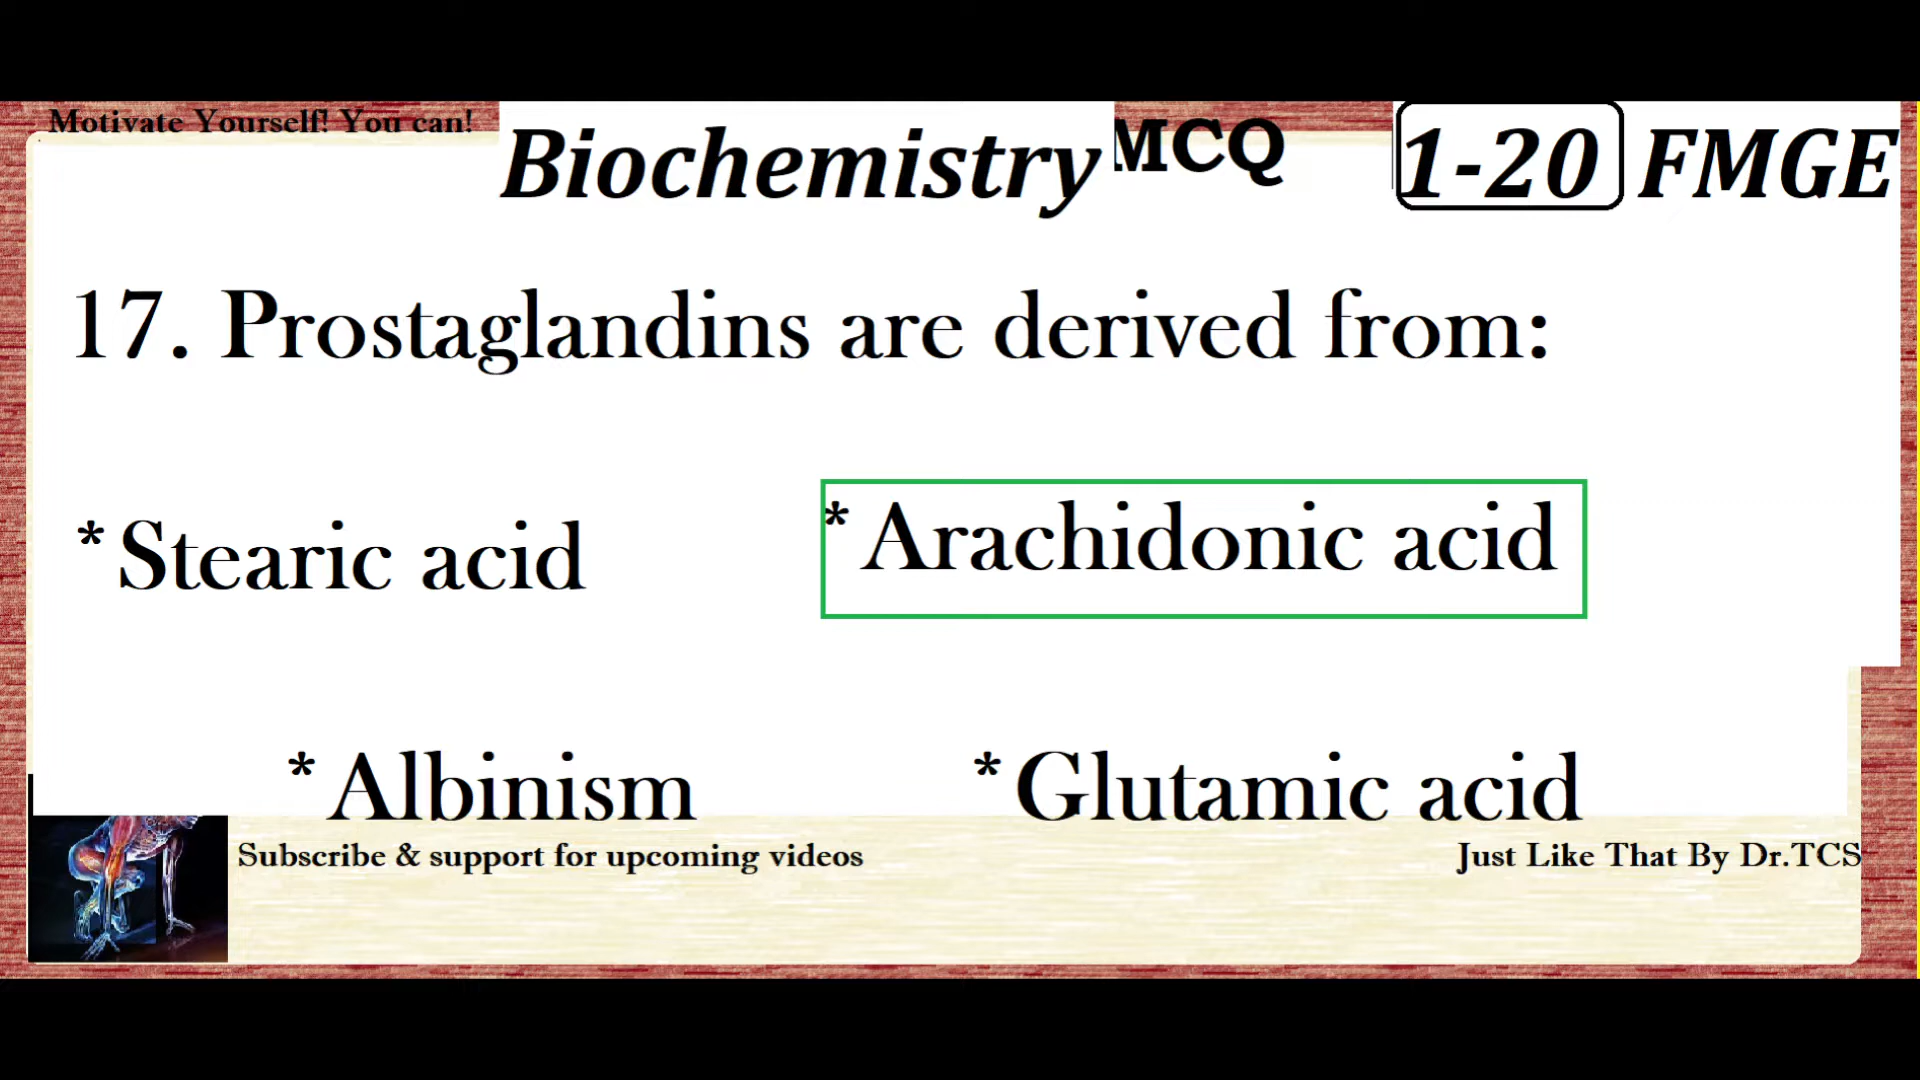 Motivate Yourself! You can!
Biochemistry MCQ 1-20 FMGE
17. Prostaglandins are derived from:
*Stearic acid *Arachidonic acid
*Albinism *Glutamic acid
Subscribe & support for upcoming videos Just Like That By Dr.TCS